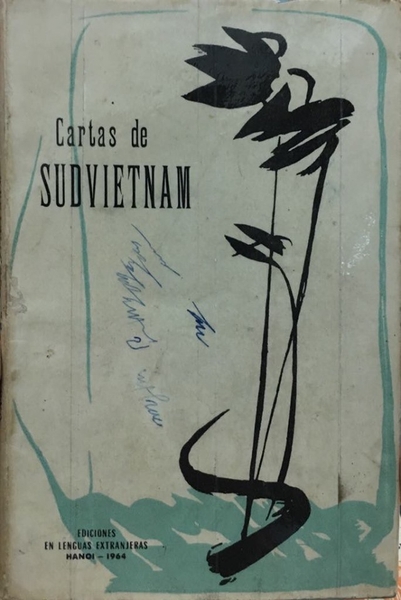 Cartas de
SUDVIETNAM
EDICIONES
EN LENGUAS EXTRANJERAS
HANOI - 1964